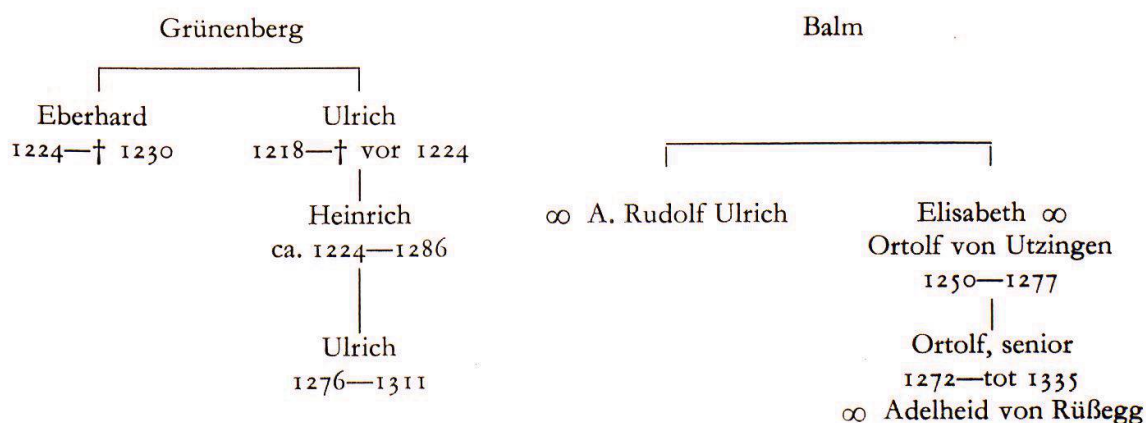 Grünenberg
Balm
Eberhard
1224—† 1230
Ulrich
1218—† vor 1224
Heinrich
ca. 1224—1286
Ulrich
1276—1311
∞ A. Rudolf Ulrich
Elisabeth ∞
Ortolf von Utzingen
1250—1277
Ortolf, senior
1272—tot 1335
∞ Adelheid von Rüßegg